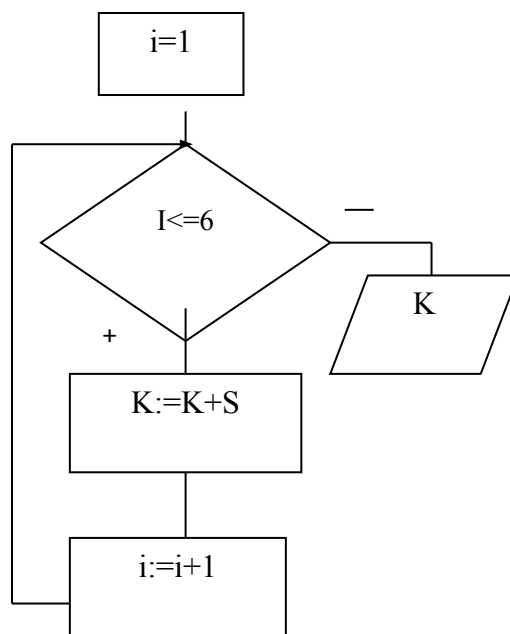 i=1
I<=6
—
K
+
K:=K+S
i:=i+1